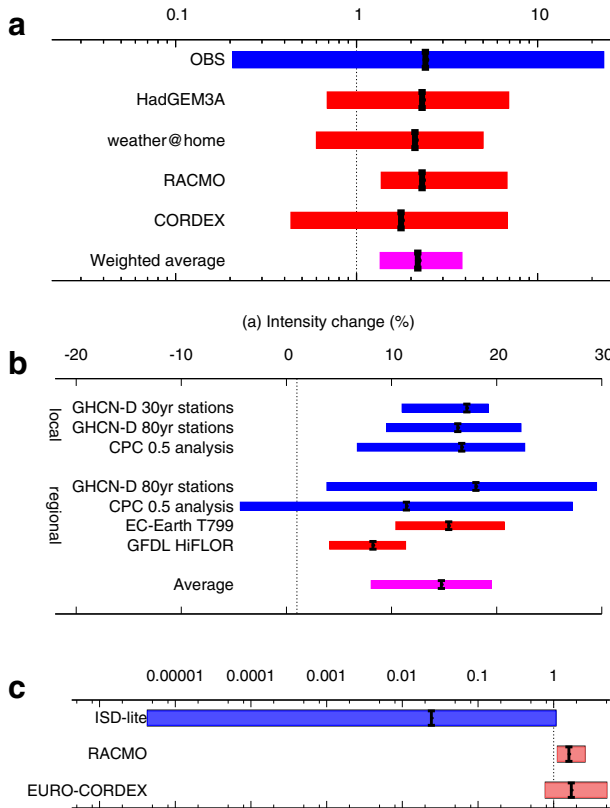 a
0.1 1 10
OBS
HadGEM3A
weather@home
RACMO
CORDEX
Weighted average
(a) Intensity change (%)
b
-20 -10 0 10 20 30
local
GHCN-D 30yr stations
GHCN-D 80yr stations
CPC 0.5 analysis
regional
GHCN-D 80yr stations
CPC 0.5 analysis
EC-Earth T799
GFDL HiFLOR
Average
c
0.00001 0.0001 0.001 0.01 0.1 1
ISD-lite
RACMO
EURO-CORDEX